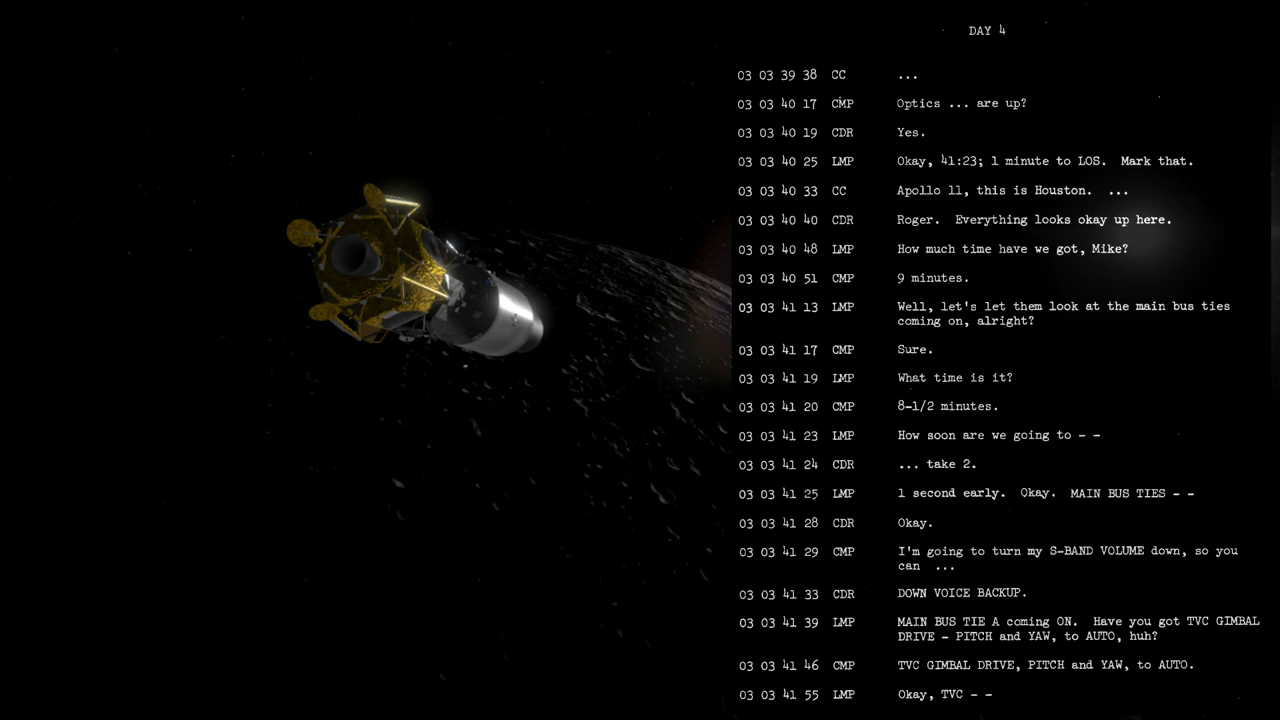 DAY 4
03 03 39 38 CC ...
03 03 40 17 CMP Optics ... are up?
03 03 40 19 CDR Yes.
03 03 40 25 LMP Okay, 41:23; 1 minute to LOS. Mark that.
03 03 40 33 CC Apollo 11, this is Houston. ...
03 03 40 40 CDR Roger. Everything looks okay up here.
03 03 40 48 LMP How much time have we got, Mike?
03 03 40 51 CMP 9 minutes.
03 03 41 13 LMP Well, let's let them look at the main bus ties
coming on, alright?
03 03 41 17 CMP Sure.
03 03 41 19 LMP What time is it?
03 03 41 20 CMP 8-1/2 minutes.
03 03 41 23 LMP How soon are we going to - -
03 03 41 24 CDR ... take 2.
03 03 41 25 LMP 1 second early. Okay. MAIN BUS TIES - -
03 03 41 28 CDR Okay.
03 03 41 29 CMP I'm going to turn my S-BAND VOLUME down, so you
can ...
03 03 41 33 CDR DOWN VOICE BACKUP.
03 03 41 39 LMP MAIN BUS TIE A coming ON. Have you got TVC GIMBAL
DRIVE - PITCH and YAW, to AUTO, huh?
03 03 41 46 CMP TVC GIMBAL DRIVE, PITCH and YAW, to AUTO.
03 03 41 55 LMP Okay, TVC - -